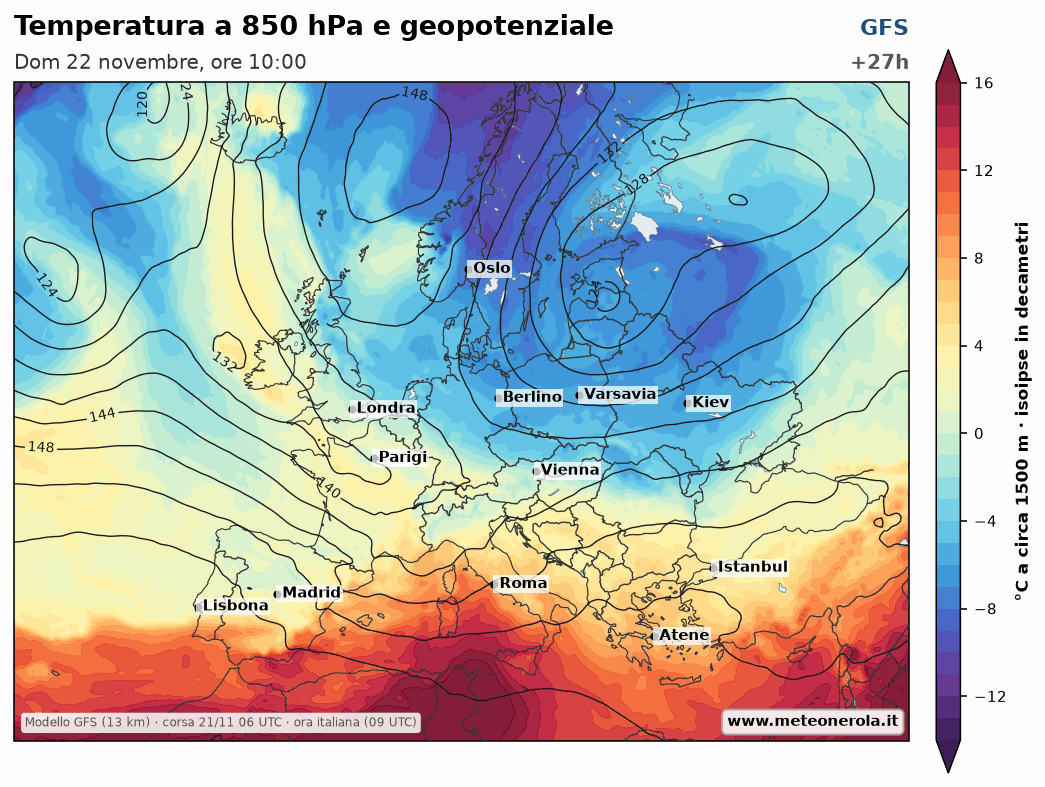 Temperatura a 850 hPa e geopotenziale
GFS
Dom 22 novembre, ore 10:00
+27h
120
124
148
132
128
124
124
132
144
148
140
Oslo
Londra
Berlino
Varsavia
Kiev
Parigi
Vienna
Istanbul
Roma
Madrid
Lisbona
Atene
Modello GFS (13 km) · corsa 21/11 06 UTC · ora italiana (09 UTC)
www.meteonerola.it
16
12
8
4
0
−4
−8
−12
°C a circa 1500 m · isoipse in decametri